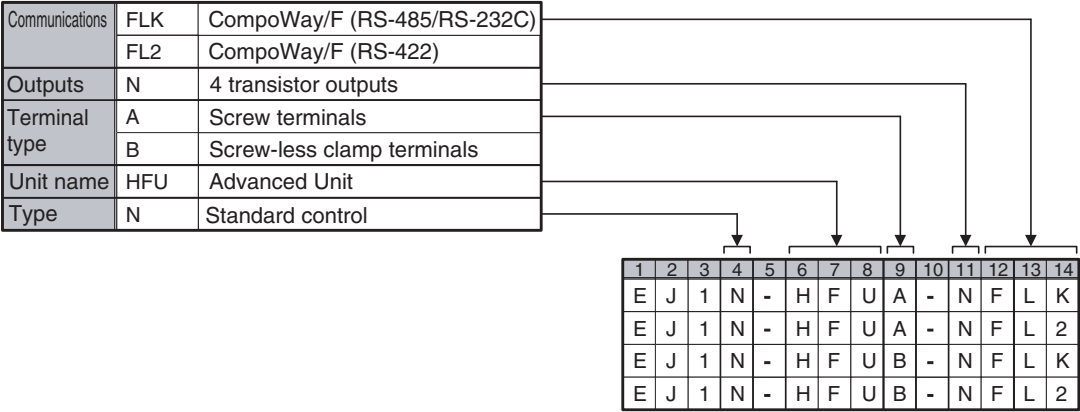 Communications FLK CompoWay/F (RS-485/RS-232C)
FL2 CompoWay/F (RS-422)
Outputs N 4 transistor outputs
Terminal type A Screw terminals
B Screw-less clamp terminals
Unit name HFU Advanced Unit
Type N Standard control
1 2 3 4 5 6 7 8 9 10 11 12 13 14
E J 1 N - H F U A - N F L K
E J 1 N - H F U A - N F L 2
E J 1 N - H F U B - N F L K
E J 1 N - H F U B - N F L 2